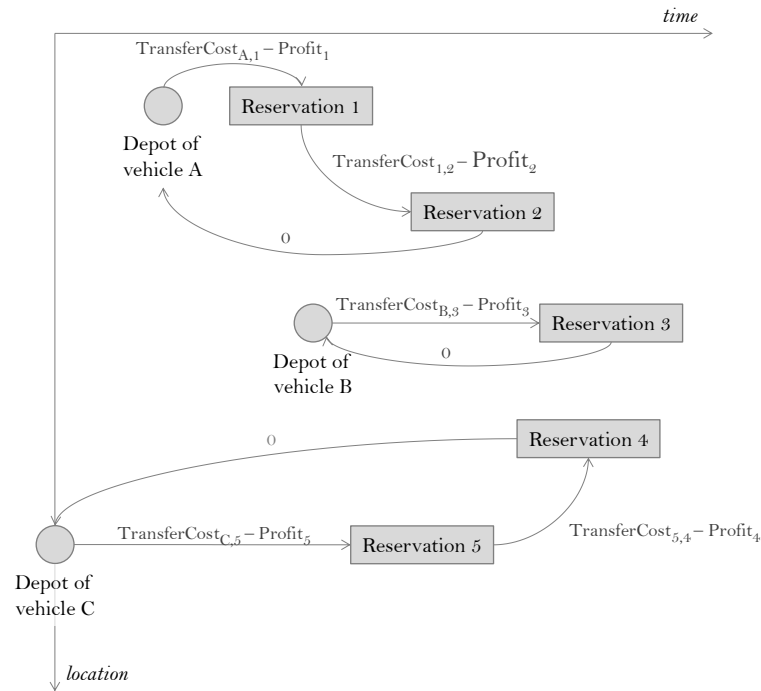 time
TransferCost_A,1 – Profit_1
Reservation 1
Depot of
vehicle A
TransferCost_1,2 – Profit_2
Reservation 2
0
TransferCost_B,3 – Profit_3
Reservation 3
0
Depot of
vehicle B
0
Reservation 4
TransferCost_C,5 – Profit_5
Reservation 5
TransferCost_5,4 – Profit_4
Depot of
vehicle C
location